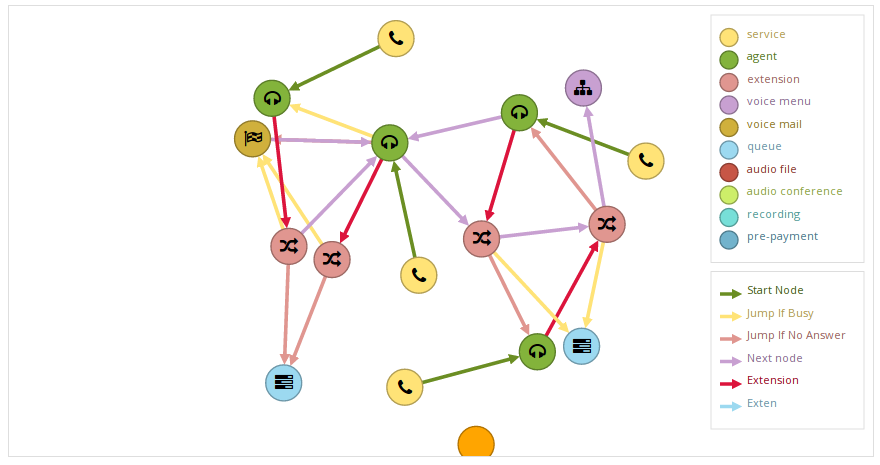 service
agent
extension
voice menu
voice mail
queue
audio file
audio conference
recording
pre-payment
Start Node
Jump If Busy
Jump If No Answer
Next node
Extension
Exten